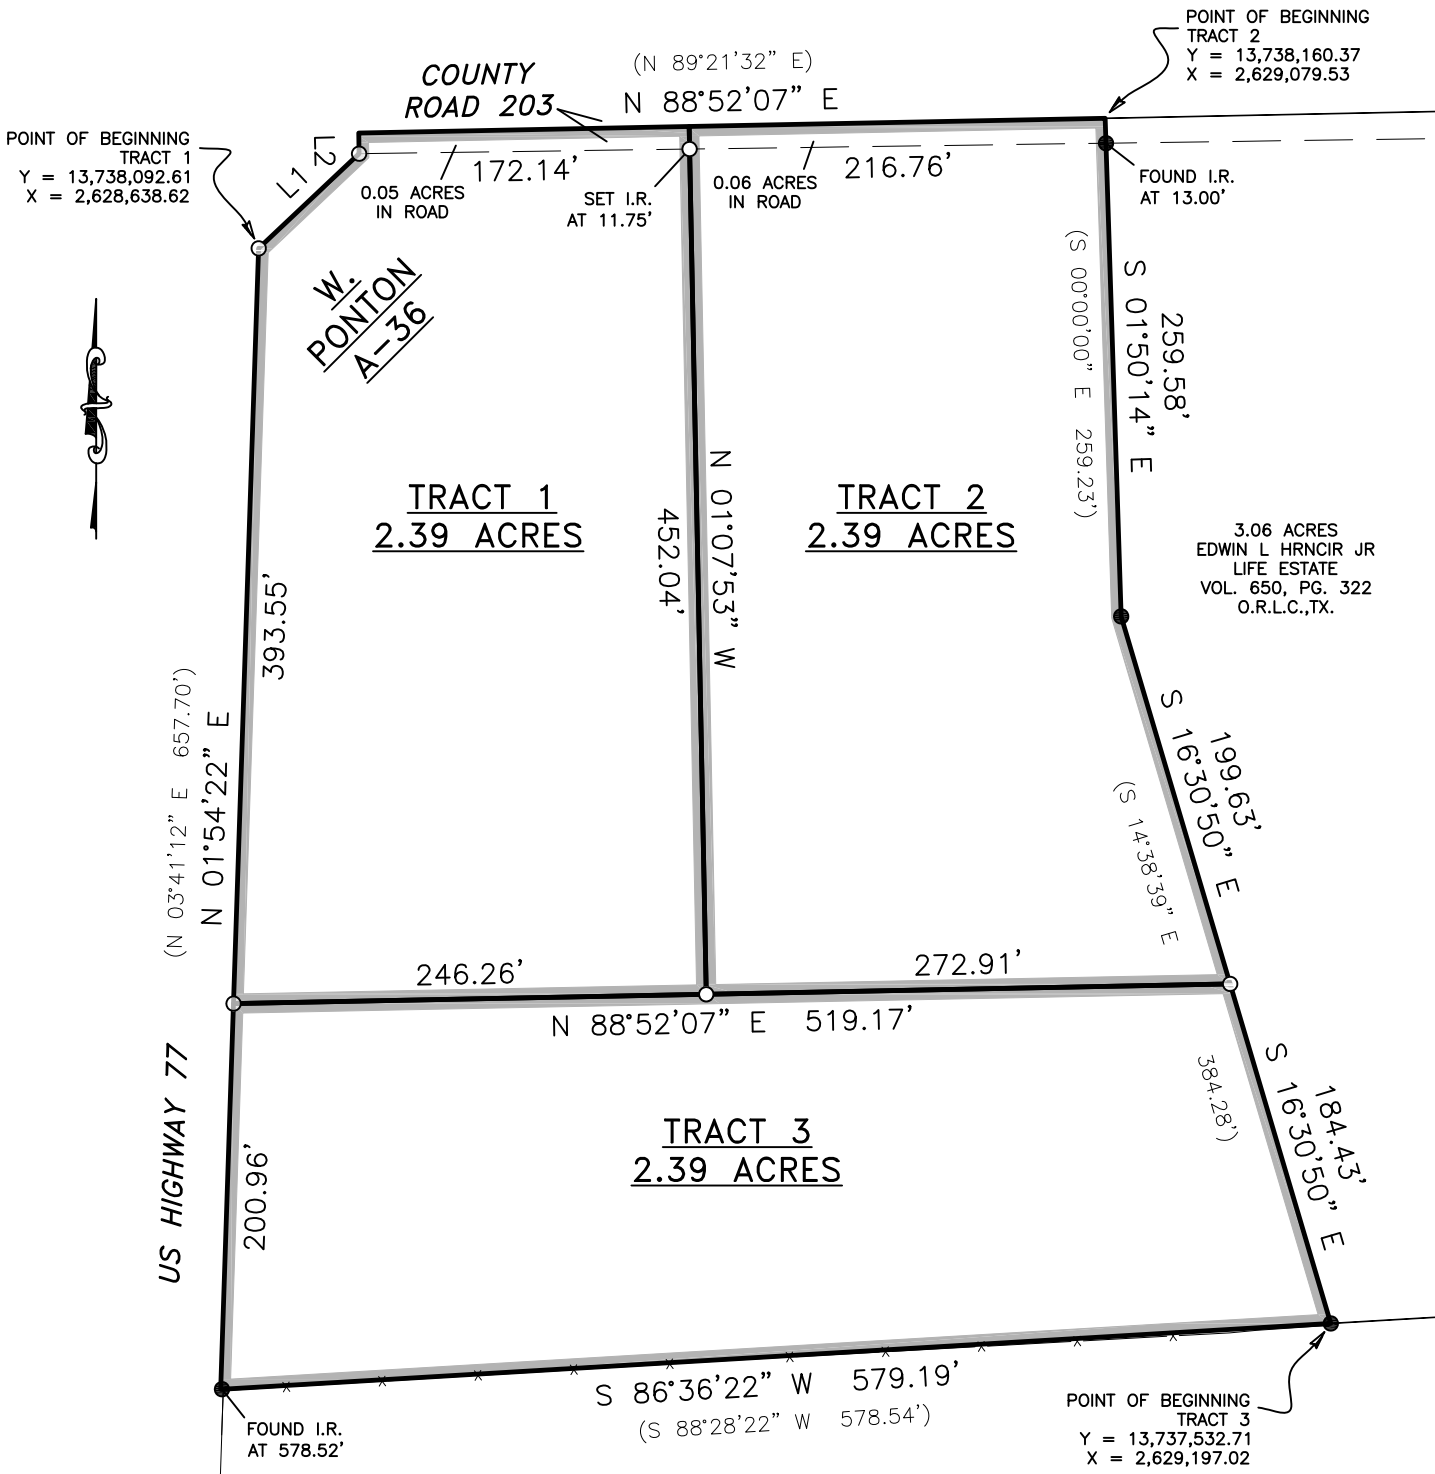 POINT OF BEGINNING
TRACT 2
Y = 13,738,160.37
X = 2,629,079.53
(N 89°21'32" E)
N 88°52'07" E
COUNTY
ROAD 203
POINT OF BEGINNING
TRACT 1
Y = 13,738,092.61
X = 2,628,638.62
L1
L2
172.14'
216.76'
0.05 ACRES
IN ROAD
SET I.R.
AT 11.75'
0.06 ACRES
IN ROAD
FOUND I.R.
AT 13.00'
W.
PONTON
A-36
(S 00°00'00" E 259.23')
S 01°50'14" E
259.58'
TRACT 1
2.39 ACRES
452.04'
N 01°07'53" W
TRACT 2
2.39 ACRES
3.06 ACRES
EDWIN L HRNCIR JR
LIFE ESTATE
VOL. 650, PG. 322
O.R.L.C.,TX.
393.55'
(N 03°41'12" E 657.70')
N 01°54'22" E
S 16°30'50" E
199.63'
(S 14°38'39" E
246.26'
272.91'
N 88°52'07" E 519.17'
US HIGHWAY 77
200.96'
TRACT 3
2.39 ACRES
384.28')
S 16°30'50" E
184.43'
S 86°36'22" W 579.19'
(S 88°28'22" W 578.54')
FOUND I.R.
AT 578.52'
POINT OF BEGINNING
TRACT 3
Y = 13,737,532.71
X = 2,629,197.02